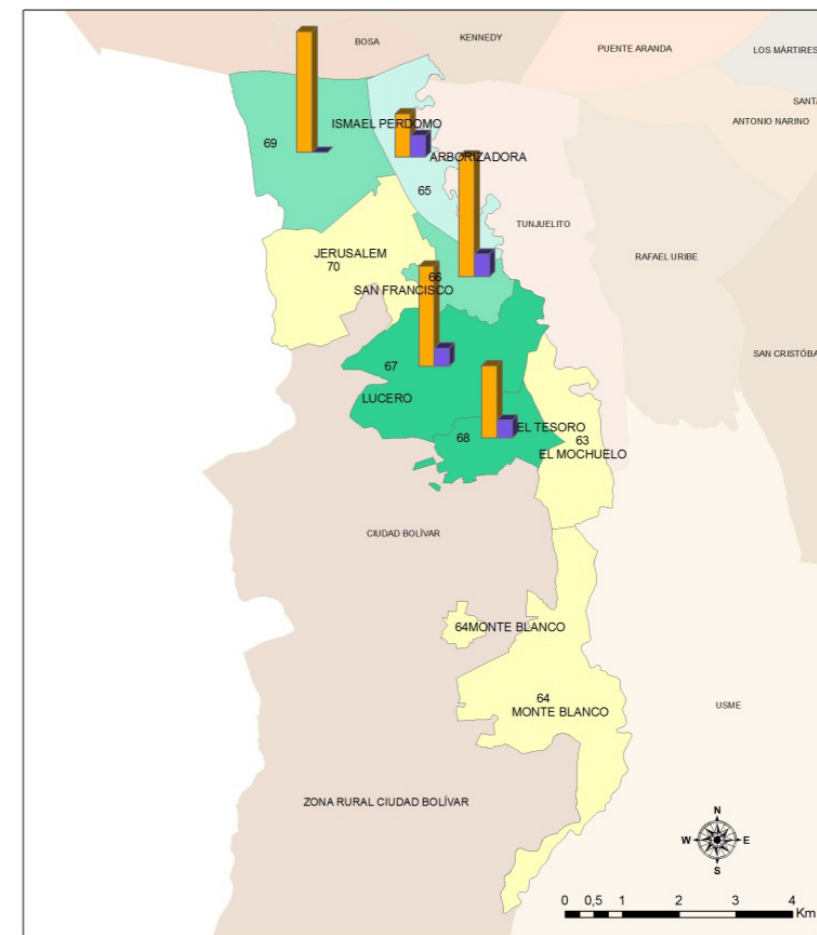 BOSA
KENNEDY
PUENTE ARANDA
LOS MÁRTIRES
SANTA
ANTONIO NARINO
69
ISMAEL PERDOMO
ARBORIZADORA
65
TUNJUELITO
RAFAEL URIBE
JERUSALEM
70
66
SAN FRANCISCO
SAN CRISTÓBA
67
LUCERO
68
EL TESORO
63
EL MOCHUELO
CIUDAD BOLÍVAR
64MONTE BLANCO
64
MONTE BLANCO
USME
ZONA RURAL CIUDAD BOLÍVAR
N
W E
S
0 0,5 1 2 3 4
Km